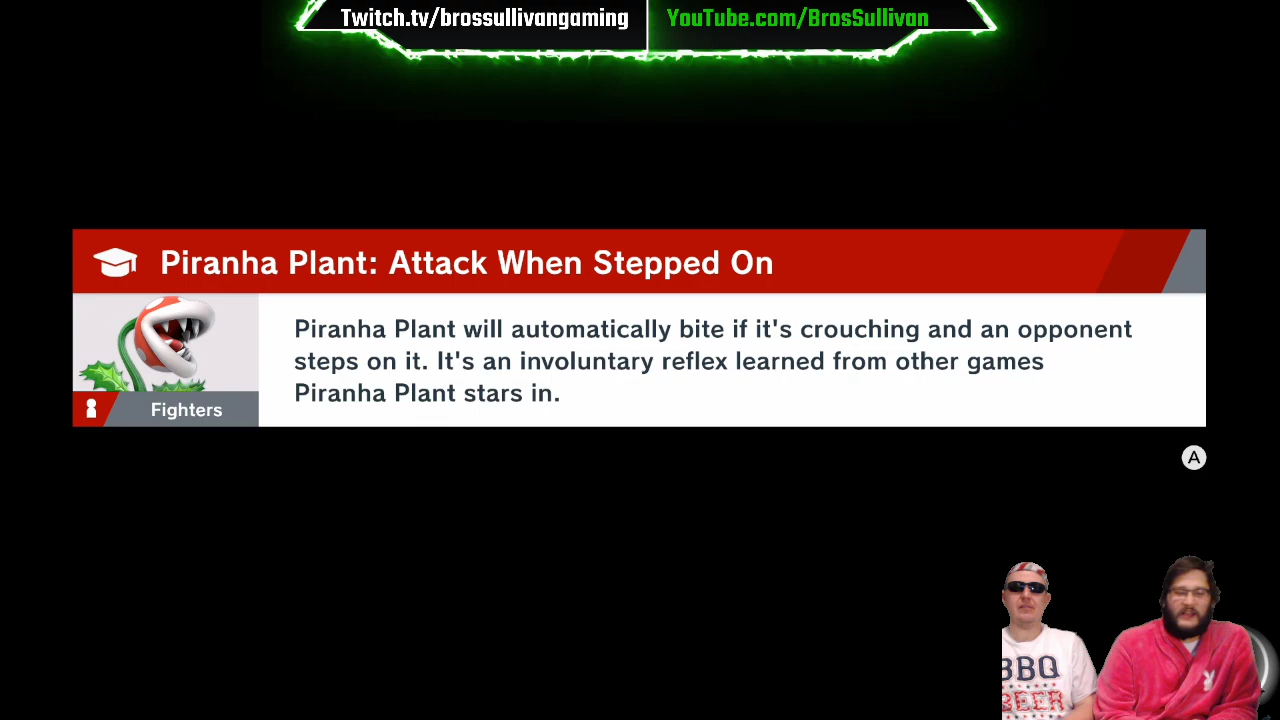 Twitch.tv/brossullivangaming
YouTube.com/BrosSullivan
Piranha Plant: Attack When Stepped On
Piranha Plant will automatically bite if it's crouching and an opponent
steps on it. It's an involuntary reflex learned from other games
Piranha Plant stars in.
Fighters
A
BBQ
BEER